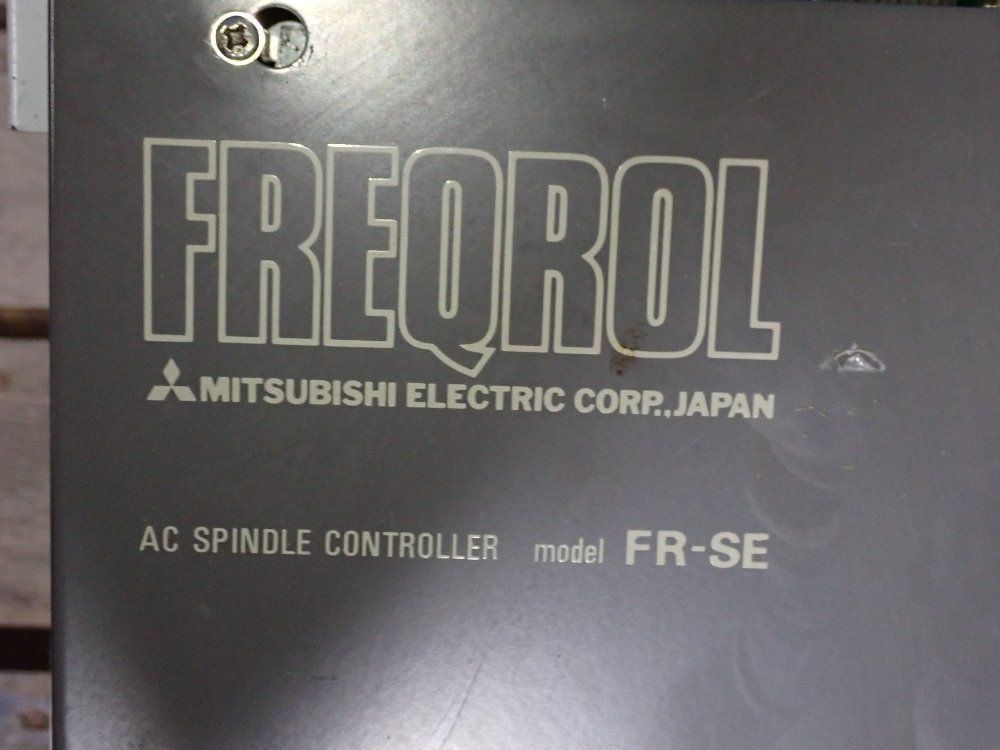 FREQROL
MITSUBISHI ELECTRIC CORP.,JAPAN
AC SPINDLE CONTROLLER model FR-SE